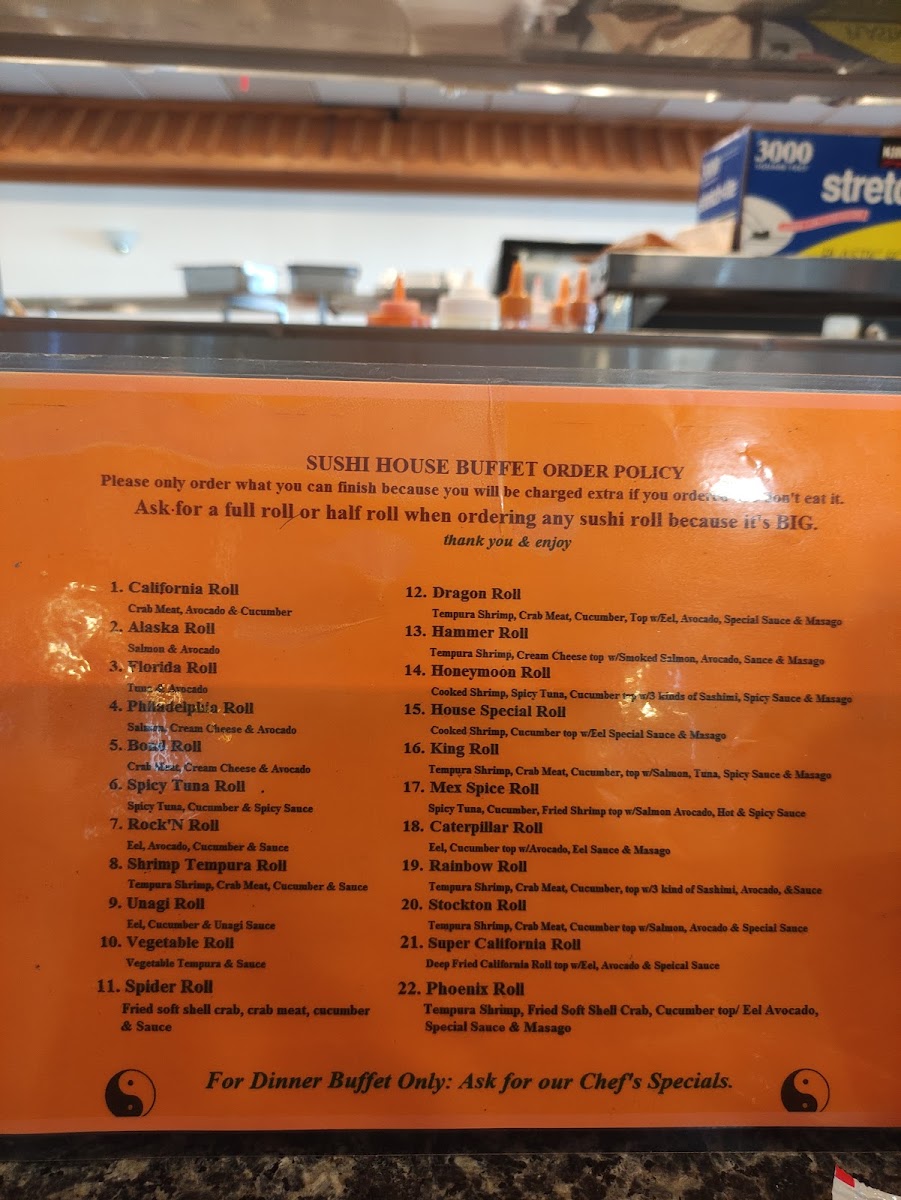 3000
KIR
stretc
SUSHI HOUSE BUFFET ORDER POLICY
Please only order what you can finish because you will be charged extra if you ordered don't eat it.
Ask for a full roll or half roll when ordering any sushi roll because it's BIG.
thank you & enjoy
1. California Roll
Crab Meat, Avocado & Cucumber
2. Alaska Roll
Salmon & Avocado
3. Florida Roll
Tuna & Avocado
4. Philadelphia Roll
Salmon, Cream Cheese & Avocado
5. Bond Roll
Crab Meat, Cream Cheese & Avocado
6. Spicy Tuna Roll
Spicy Tuna, Cucumber & Spicy Sauce
7. Rock'N Roll
Eel, Avocado, Cucumber & Sauce
8. Shrimp Tempura Roll
Tempura Shrimp, Crab Meat, Cucumber & Sauce
9. Unagi Roll
Eel, Cucumber & Unagi Sauce
10. Vegetable Roll
Vegetable Tempura & Sauce
11. Spider Roll
Fried soft shell crab, crab meat, cucumber
& Sauce
12. Dragon Roll
Tempura Shrimp, Crab Meat, Cucumber, Top w/Eel, Avocado, Special Sauce & Masago
13. Hammer Roll
Tempura Shrimp, Cream Cheese top w/Smoked Salmon, Avocado, Sance & Masago
14. Honeymoon Roll
Cooked Shrimp, Spicy Tuna, Cucumber top w/3 kinds of Sashimi, Spicy Sauce & Masago
15. House Special Roll
Cooked Shrimp, Cucumber top w/Eel Special Sauce & Masago
16. King Roll
Tempura Shrimp, Crab Meat, Cucumber, top w/Salmon, Tuna, Spicy Sauce & Masago
17. Mex Spice Roll
Spicy Tuna, Cucumber, Fried Shrimp top w/Salmon Avocado, Hot & Spicy Sauce
18. Caterpillar Roll
Eel, Cucumber top w/Avocado, Eel Sauce & Masago
19. Rainbow Roll
Tempura Shrimp, Crab Meat, Cucumber, top w/3 kind of Sashimi, Avocado, &Sauce
20. Stockton Roll
Tempura Shrimp, Crab Meat, Cucumber top w/Salmon, Avocado & Special Sauce
21. Super California Roll
Deep Fried California Roll top w/Eel, Avocado & Speical Sauce
22. Phoenix Roll
Tempura Shrimp, Fried Soft Shell Crab, Cucumber top/ Eel Avocado,
Special Sauce & Masago
For Dinner Buffet Only: Ask for our Chef's Specials.